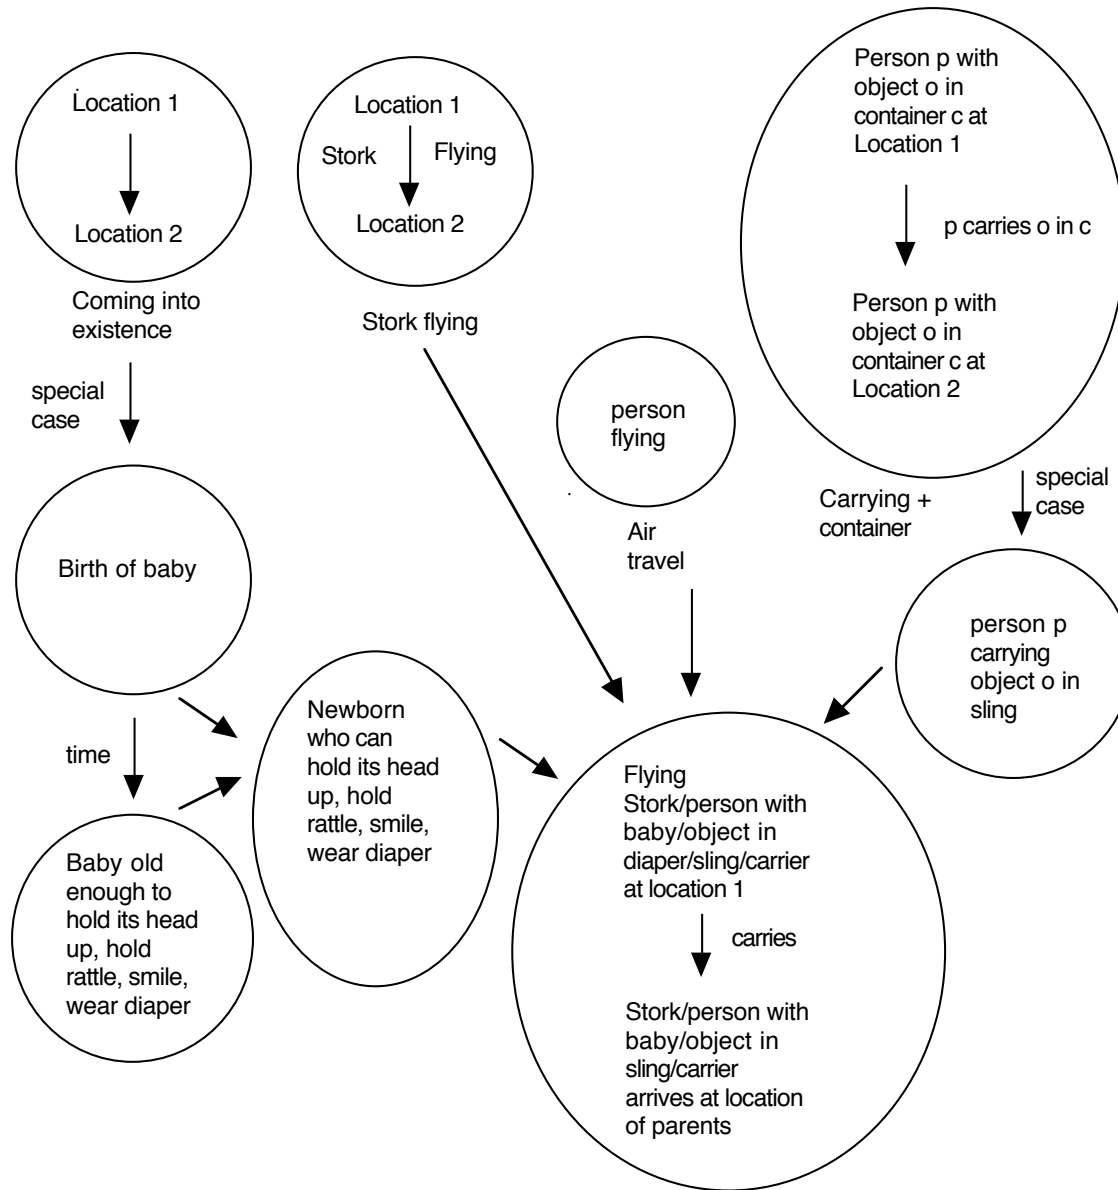 Location 1
Location 2
Coming into
existence
special
case
Birth of baby
time
Baby old
enough to
hold its head
up, hold
rattle, smile,
wear diaper
Newborn
who can
hold its head
up, hold
rattle, smile,
wear diaper
Location 1
Stork
Flying
Location 2
Stork flying
person
flying
Air
travel
Person p with
object o in
container c at
Location 1
p carries o in c
Person p with
object o in
container c at
Location 2
Carrying +
container
special
case
person p
carrying
object o in
sling
Flying
Stork/person with
baby/object in
diaper/sling/carrier
at location 1
carries
Stork/person with
baby/object in
sling/carrier
arrives at location
of parents